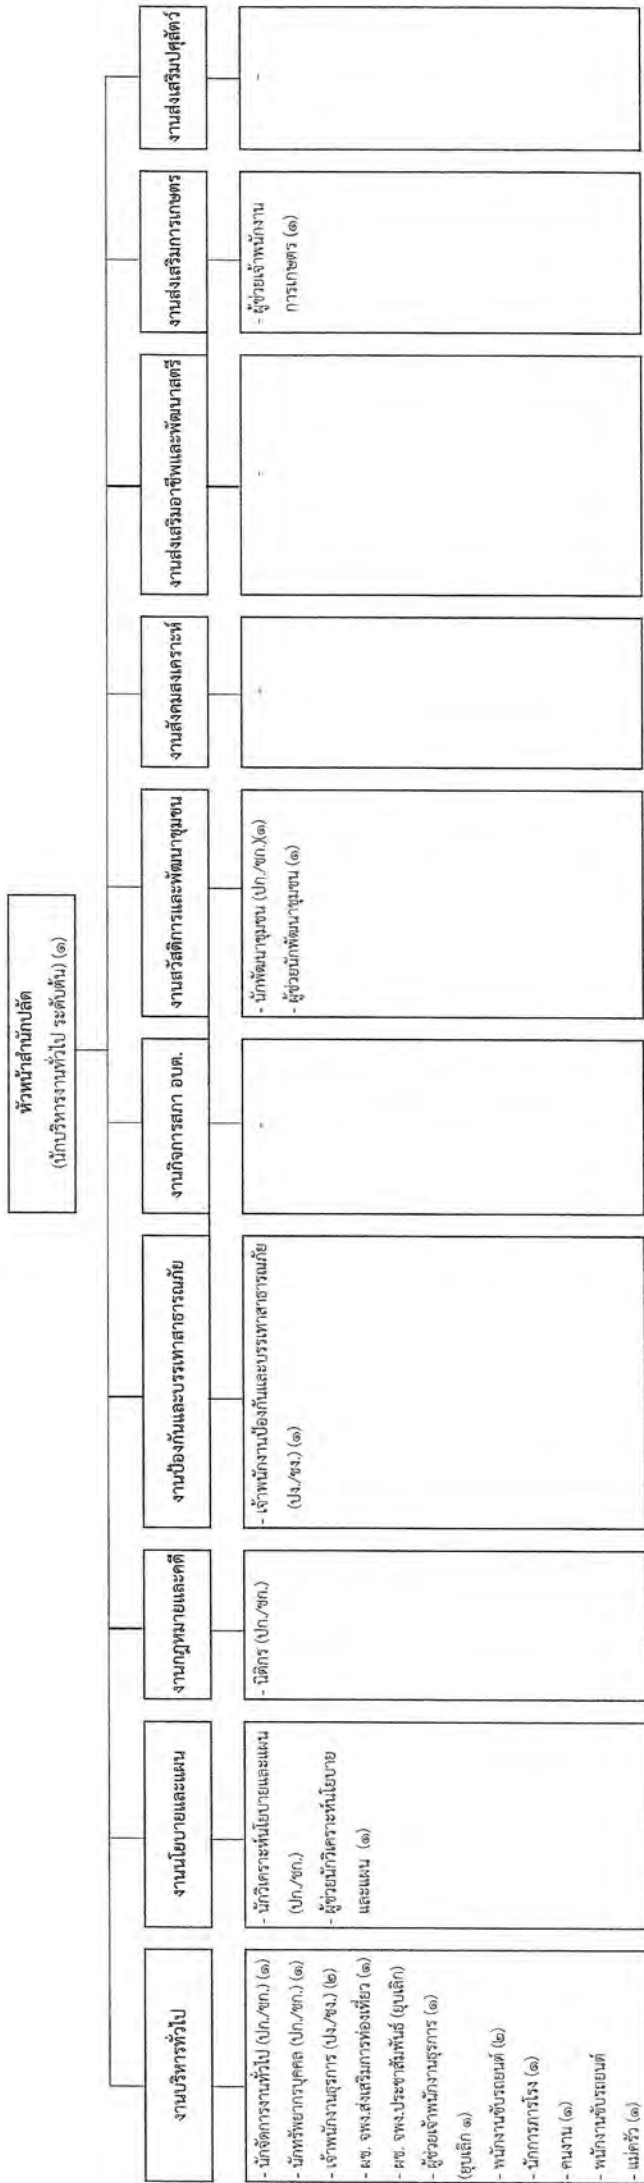 หัวหน้าสำนักปลัด
(นักบริหารงานทั่วไป ระดับต้น) (๑)
งานบริหารทั่วไป
- นักจัดการงานทั่วไป (ปก./ชก.) (๑)
- นักทรัพยากรบุคคล (ปก./ชก.) (๑)
- เจ้าพนักงานธุรการ (ปง./ชง.) (๒)
- ผช. จพง.ส่งเสริมการท่องเที่ยว (๑)
- ผช. จพง.ประชาสัมพันธ์ (ยุบเลิก)
- ผู้ช่วยเจ้าพนักงานธุรการ (๑)
(ยุบเลิก ๑)
- พนักงานขับรถยนต์ (๒)
- นักการภารโรง (๑)
- คนงาน (๑)
- พนักงานขับรถยนต์
แม่ครัว (๑)
งานนโยบายและแผน
- นักวิเคราะห์นโยบายและแผน
(ปก./ชก.)
- ผู้ช่วยนักวิเคราะห์นโยบาย
และแผน (๑)
งานกฎหมายและคดี
- นิติกร (ปก./ชก.)
งานป้องกันและบรรเทาสาธารณภัย
- เจ้าพนักงานป้องกันและบรรเทาสาธารณภัย
(ปง./ชง.) (๑)
งานกิจการสภา อบต.
-
งานสวัสดิการและพัฒนาชุมชน
- นักพัฒนาชุมชน (ปก./ชก.)(๑)
- ผู้ช่วยนักพัฒนาชุมชน (๑)
งานสังคมสงเคราะห์
-
งานส่งเสริมอาชีพและพัฒนาสตรี
-
งานส่งเสริมการเกษตร
- ผู้ช่วยเจ้าพนักงาน
การเกษตร (๑)
งานส่งเสริมปศุสัตว์
-